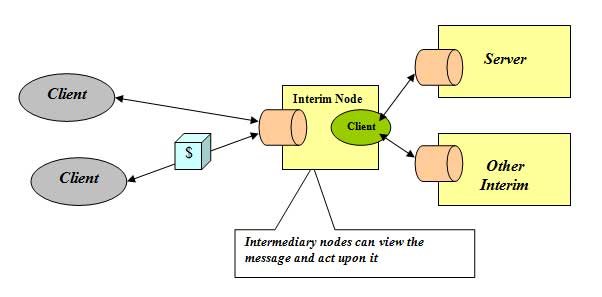 Client
Client
$
Interim Node
Client
Server
Other
Interim
Intermediary nodes can view the
message and act upon it